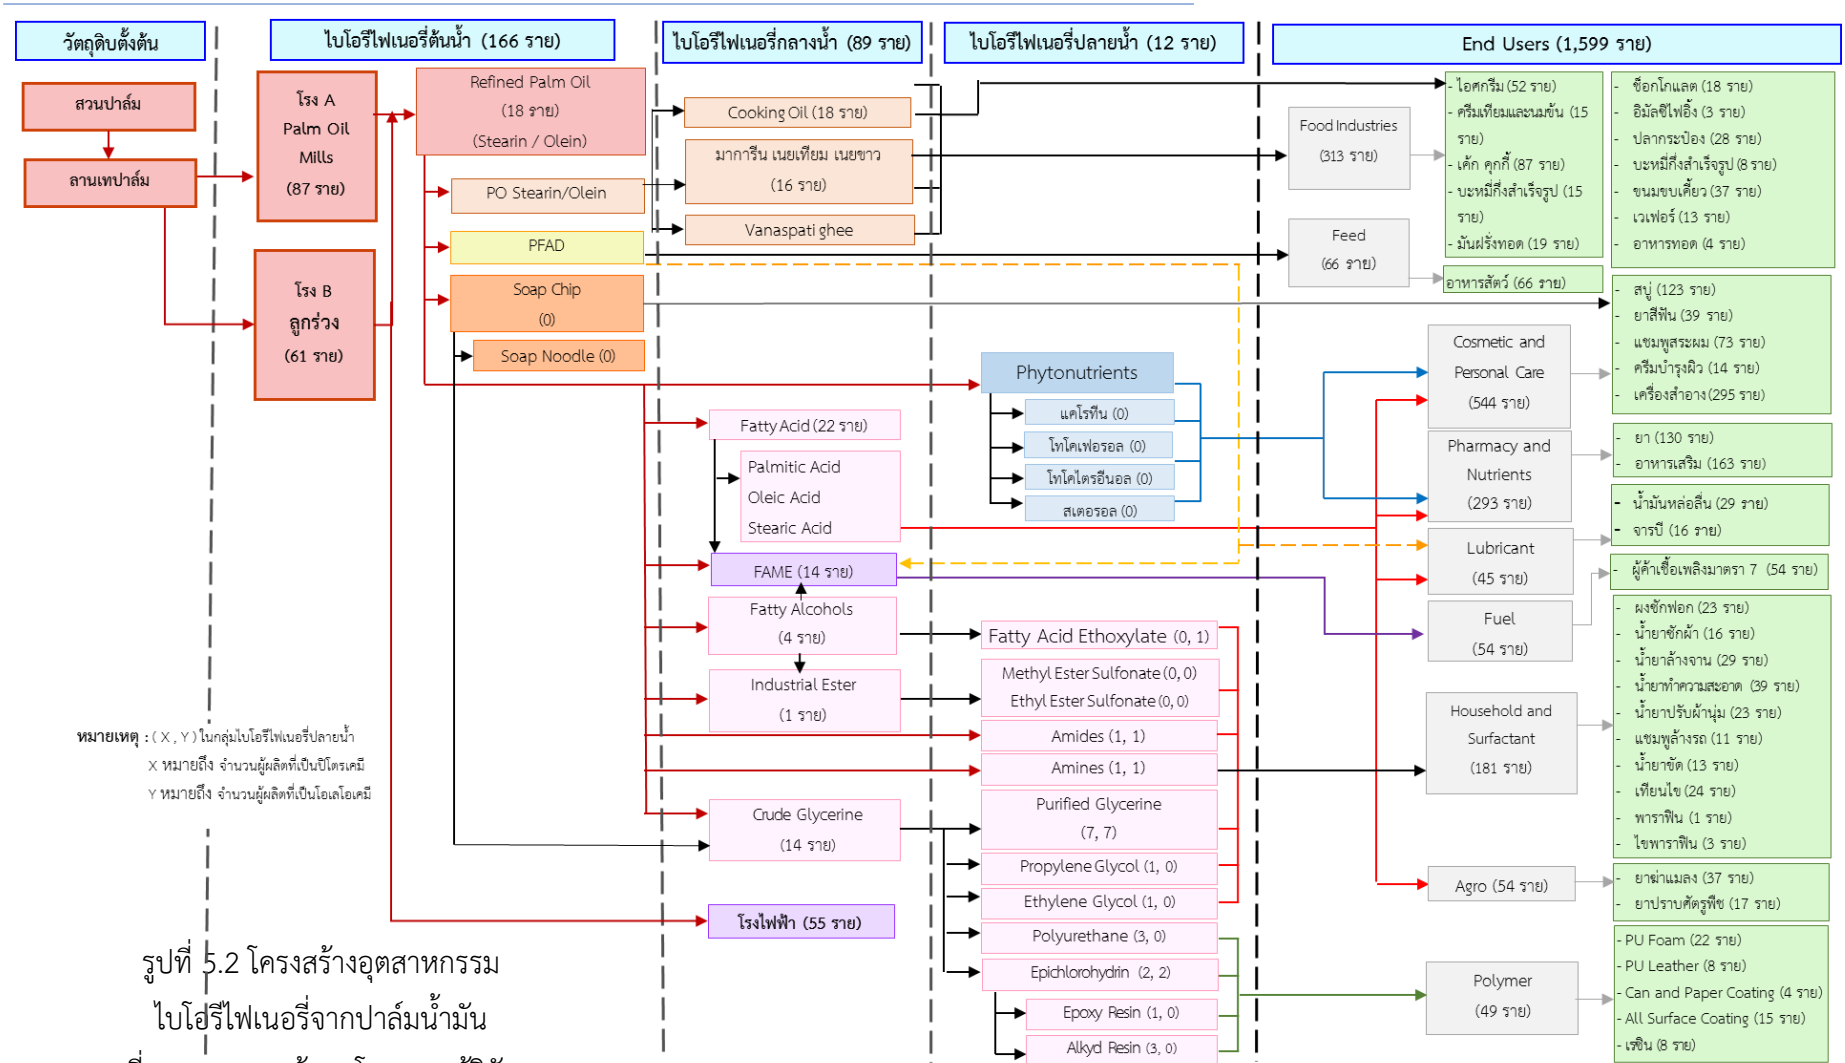 วัตถุดิบตั้งต้น
ไบโอรีไฟเนอรี่ต้นน้ำ (166 ราย)
ไบโอรีไฟเนอรี่กลางน้ำ (89 ราย)
ไบโอรีไฟเนอรี่ปลายน้ำ (12 ราย)
End Users (1,599 ราย)
สวนปาล์ม
ลานเทปาล์ม
โรง A
Palm Oil
Mills
(87 ราย)
โรง B
ลูกร่วง
(61 ราย)
Refined Palm Oil
(18 ราย)
(Stearin / Olein)
PO Stearin/Olein
PFAD
Soap Chip
(0)
Soap Noodle (0)
Cooking Oil (18 ราย)
มาการีน เนยเทียม เนยขาว
(16 ราย)
Vanaspati ghee
Fatty Acid (22 ราย)
Palmitic Acid
Oleic Acid
Stearic Acid
FAME (14 ราย)
Fatty Alcohols
(4 ราย)
Industrial Ester
(1 ราย)
Crude Glycerine
(14 ราย)
โรงไฟฟ้า (55 ราย)
Phytonutrients
แคโรทีน (0)
โทโคเฟอรอล (0)
โทโคไตรอีนอล (0)
สเตอรอล (0)
Fatty Acid Ethoxylate (0, 1)
Methyl Ester Sulfonate (0, 0)
Ethyl Ester Sulfonate (0, 0)
Amides (1, 1)
Amines (1, 1)
Purified Glycerine
(7, 7)
Propylene Glycol (1, 0)
Ethylene Glycol (1, 0)
Polyurethane (3, 0)
Epichlorohydrin (2, 2)
Epoxy Resin (1, 0)
Alkyd Resin (3, 0)
Food Industries
(313 ราย)
Feed
(66 ราย)
Cosmetic and
Personal Care
(544 ราย)
Pharmacy and
Nutrients
(293 ราย)
Lubricant
(45 ราย)
Fuel
(54 ราย)
Household and
Surfactant
(181 ราย)
Agro (54 ราย)
Polymer
(49 ราย)
- ไอศกรีม (52 ราย)
- ครีมเทียมและนมข้น (15
ราย)
- เค้ก คุกกี้ (87 ราย)
- บะหมี่กึ่งสำเร็จรูป (15
ราย)
- มันฝรั่งทอด (19 ราย)
- ช็อกโกแลต (18 ราย)
- อิมัลซิไฟอิ้ง (3 ราย)
- ปลากระป๋อง (28 ราย)
- บะหมี่กึ่งสำเร็จรูป (8 ราย)
- ขนมขบเคี้ยว (37 ราย)
- เวเฟอร์ (13 ราย)
- อาหารทอด (4 ราย)
อาหารสัตว์ (66 ราย)
- สบู่ (123 ราย)
- ยาสีฟัน (39 ราย)
- แชมพูสระผม (73 ราย)
- ครีมบำรุงผิว (14 ราย)
- เครื่องสำอาง (295 ราย)
- ยา (130 ราย)
- อาหารเสริม (163 ราย)
- น้ำมันหล่อลื่น (29 ราย)
- จารบี (16 ราย)
- ผู้ค้าเชื้อเพลิงมาตรา 7 (54 ราย)
- ผงซักฟอก (23 ราย)
- น้ำยาซักผ้า (16 ราย)
- น้ำยาล้างจาน (29 ราย)
- น้ำยาทำความสะอาด (39 ราย)
- น้ำยาปรับผ้านุ่ม (23 ราย)
- แชมพูล้างรถ (11 ราย)
- น้ำยาขัด (13 ราย)
- เทียนไข (24 ราย)
- พาราฟิน (1 ราย)
- ไขพาราฟิน (3 ราย)
- ยาฆ่าแมลง (37 ราย)
- ยาปราบศัตรูพืช (17 ราย)
- PU Foam (22 ราย)
- PU Leather (8 ราย)
- Can and Paper Coating (4 ราย)
- All Surface Coating (15 ราย)
- เรซิน (8 ราย)
หมายเหตุ : ( X , Y ) ในกลุ่มไบโอรีไฟเนอรี่ปลายน้ำ
X หมายถึง จำนวนผู้ผลิตที่เป็นปิโตรเคมี
Y หมายถึง จำนวนผู้ผลิตที่เป็นโอเลโอเคมี
รูปที่ 5.2 โครงสร้างอุตสาหกรรม
ไบโอรีไฟเนอรี่จากปาล์มน้ำมัน